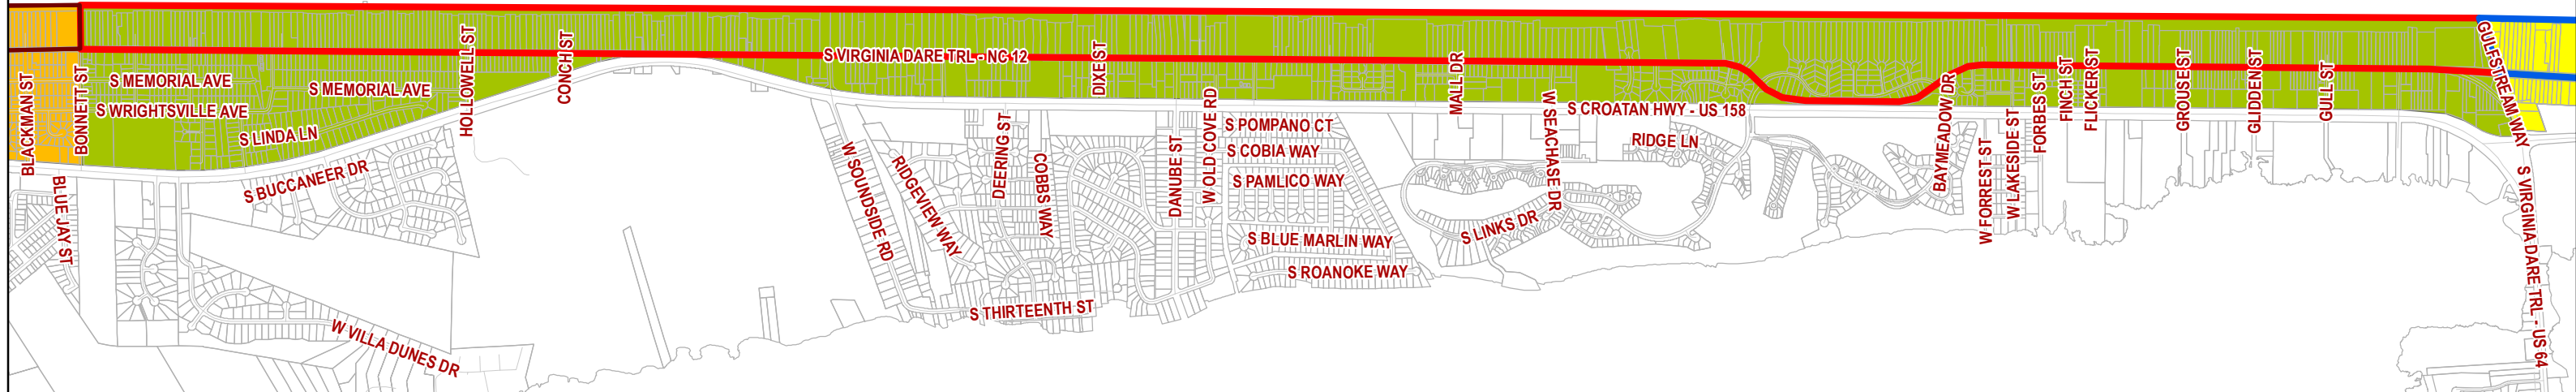 BLACKMAN ST
BLUE JAY ST
BONNETT ST
S MEMORIAL AVE
S WRIGHTSVILLE AVE
S LINDA LN
S MEMORIAL AVE
S BUCCANEER DR
W VILLA DUNES DR
HOLLOWELL ST
CONCH ST
S VIRGINIA DARE TRL - NC 12
DIXE ST
W SOUNDSIDE RD
RIDGEVIEW WAY
DEERING ST
COBBS WAY
S THIRTEENTH ST
DANUBE ST
W OLD COVE RD
S POMPANO CT
S COBIA WAY
S PAMLICO WAY
S BLUE MARLIN WAY
S ROANOKE WAY
MALL DR
S LINKS DR
W SEACHASE DR
S CROATAN HWY - US 158
RIDGE LN
BAYMEADOW DR
W FORREST ST
W LAKESIDE ST
FORBES ST
FINCH ST
FLICKER ST
GROUSE ST
GLIDDEN ST
GULL ST
GULFSTREAM WAY
S VIRGINIA DARE TRL - US 64